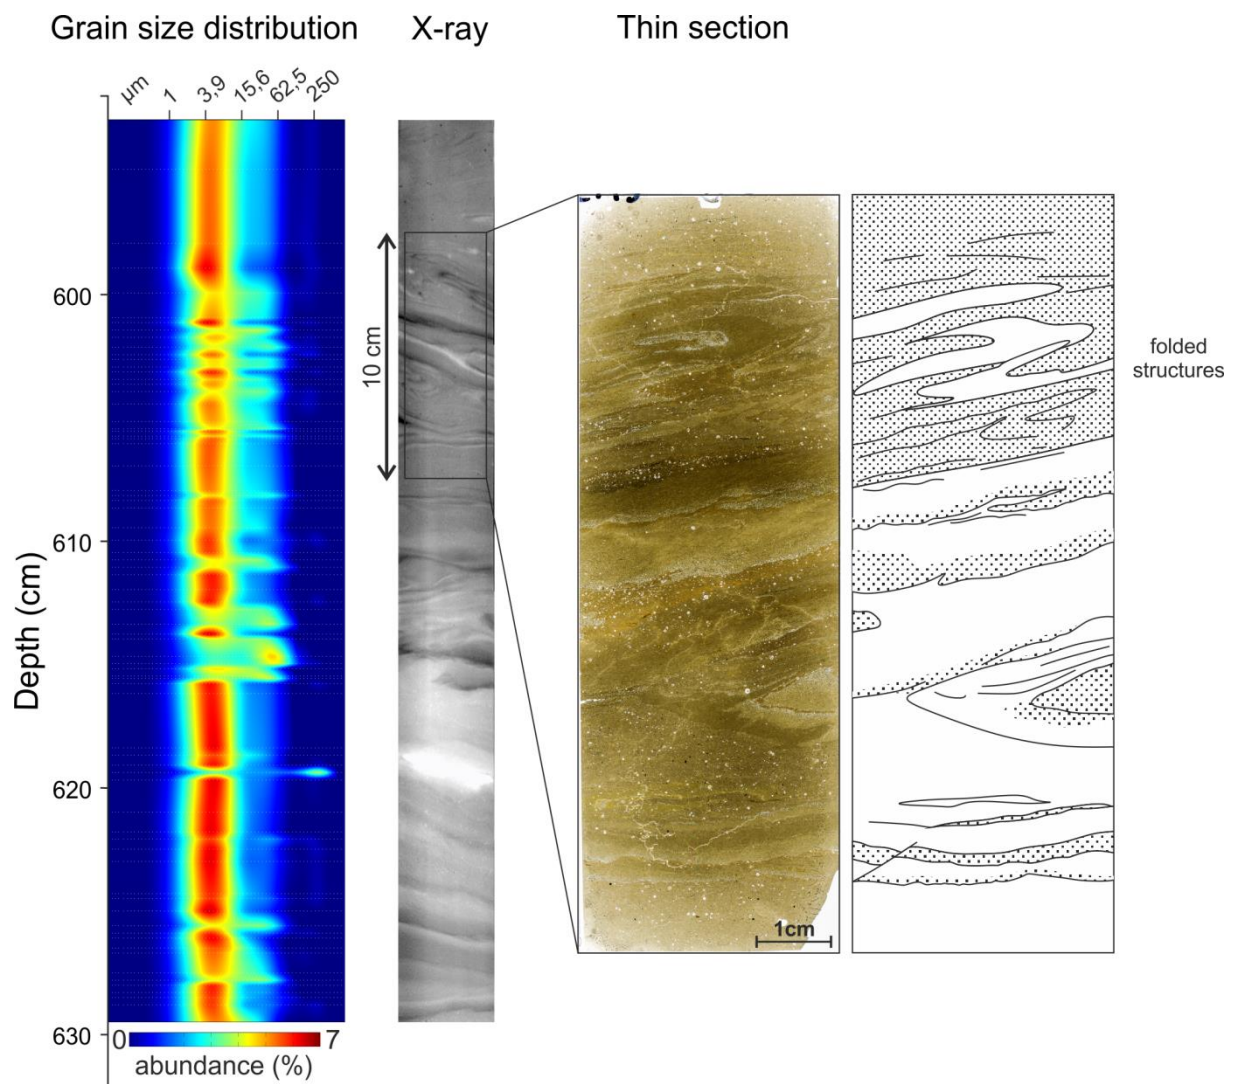 Grain size distribution
X-ray
Thin section
µm
1
3,9
15,6
62,5
250
600
610
620
630
Depth (cm)
10 cm
folded
structures
1cm
0
7
abundance (%)